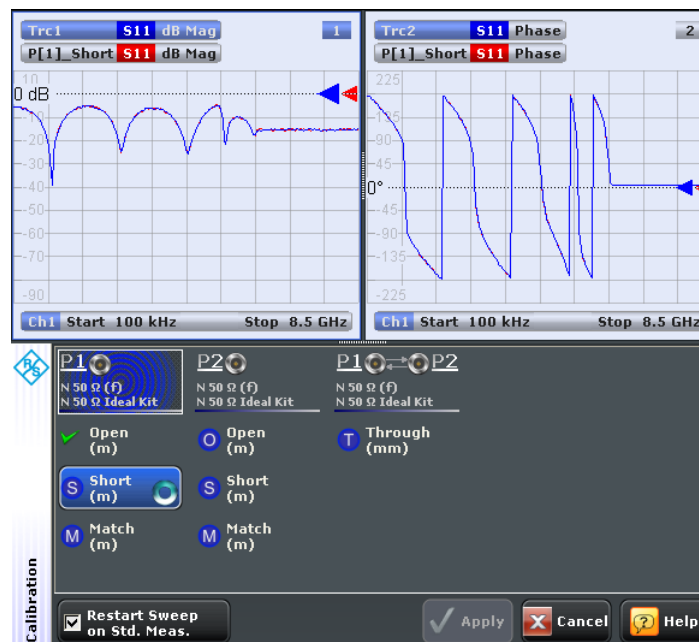 Trc1 S11 dB Mag 1
P[1]_Short S11 dB Mag
10
0 dB
-10
-20
-30
-40
-50
-60
-70
-90
Ch1 Start 100 kHz Stop 8.5 GHz
Trc2 S11 Phase 2
P[1]_Short S11 Phase
225
135
90
45
0°
-45
-90
-135
-225
Ch1 Start 100 kHz Stop 8.5 GHz
R&S
Calibration
P1
N 50 Ω (f)
N 50 Ω Ideal Kit
Open
(m)
S Short
(m)
M Match
(m)
P2
N 50 Ω (f)
N 50 Ω Ideal Kit
O Open
(m)
S Short
(m)
M Match
(m)
P1 P2
N 50 Ω (f)
N 50 Ω Ideal Kit
T Through
(mm)
Restart Sweep
on Std. Meas.
Apply
Cancel
Help